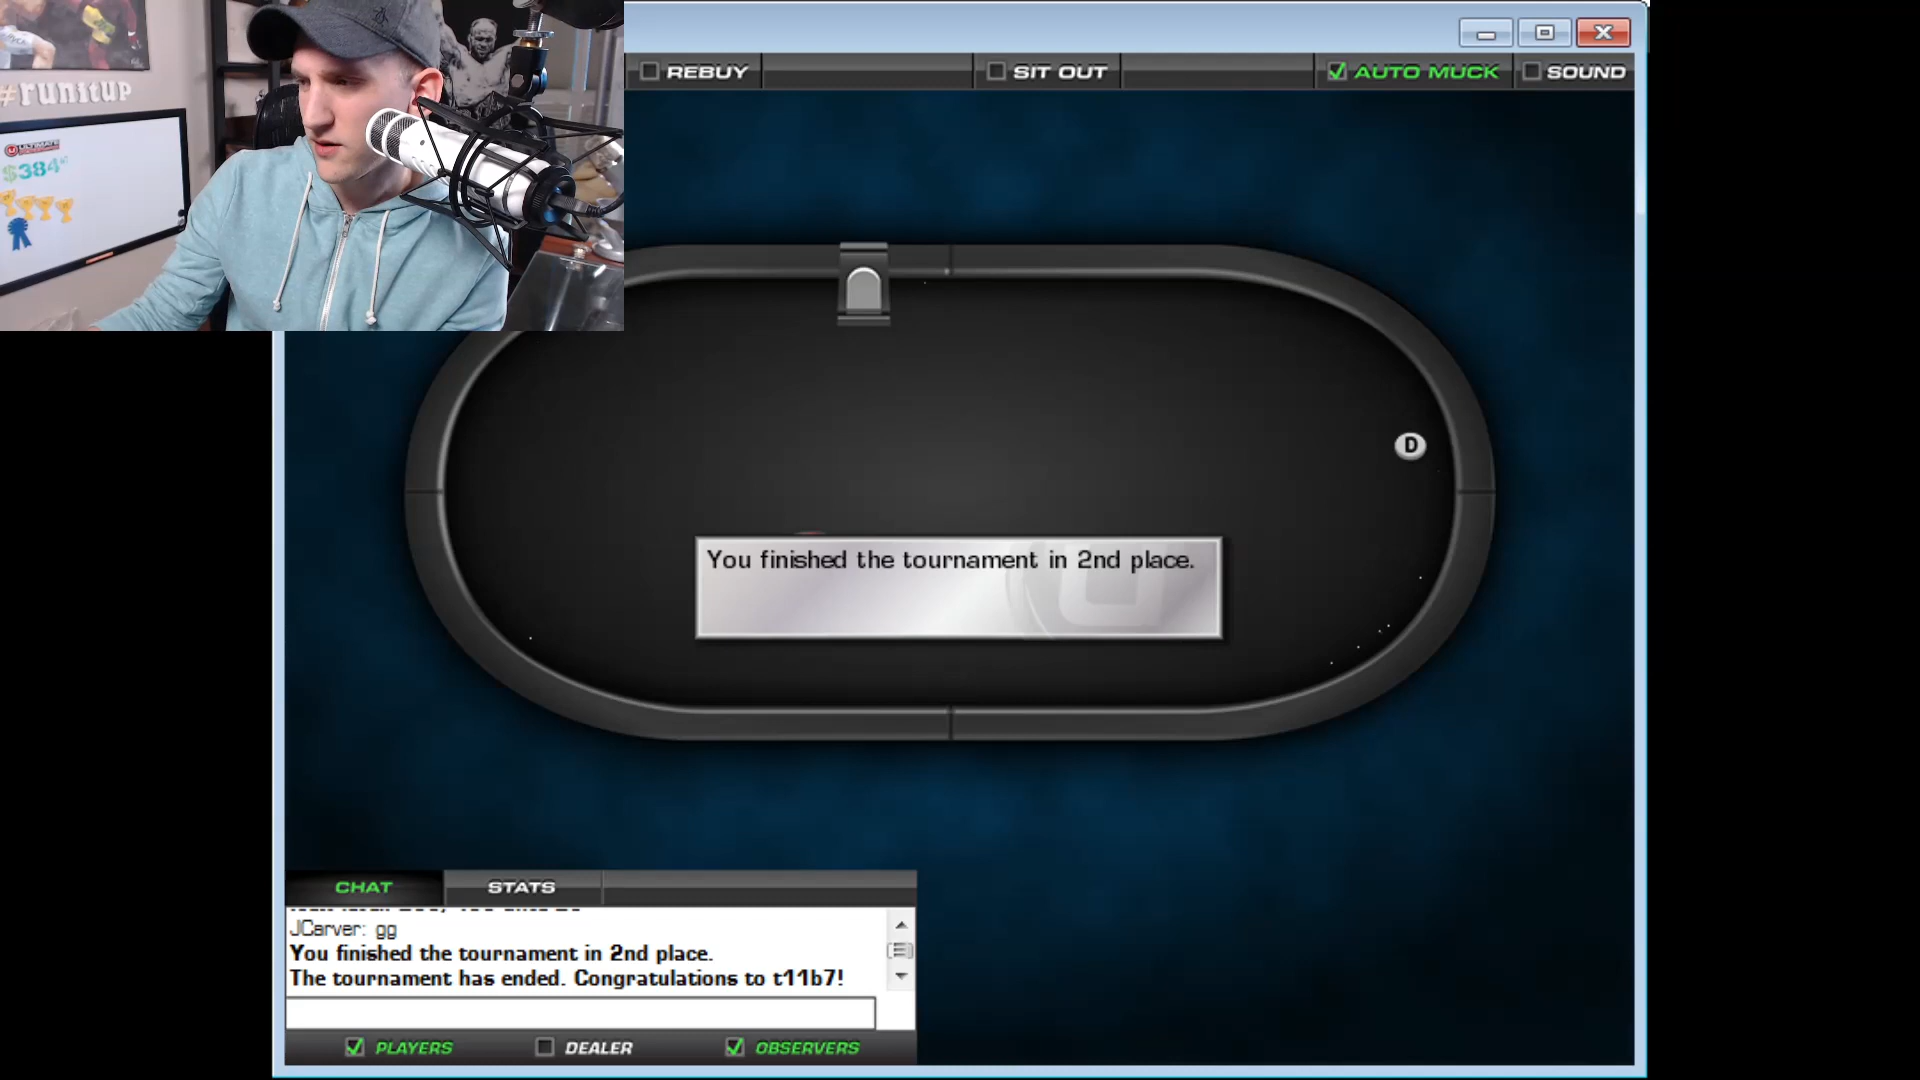 #runitup
ULTIMATE
$384
REBUY
SIT OUT
AUTO MUCK
SOUND
D
You finished the tournament in 2nd place.
CHAT
STATS
JCarver: gg
You finished the tournament in 2nd place.
The tournament has ended. Congratulations to t11b7!
PLAYERS
DEALER
OBSERVERS